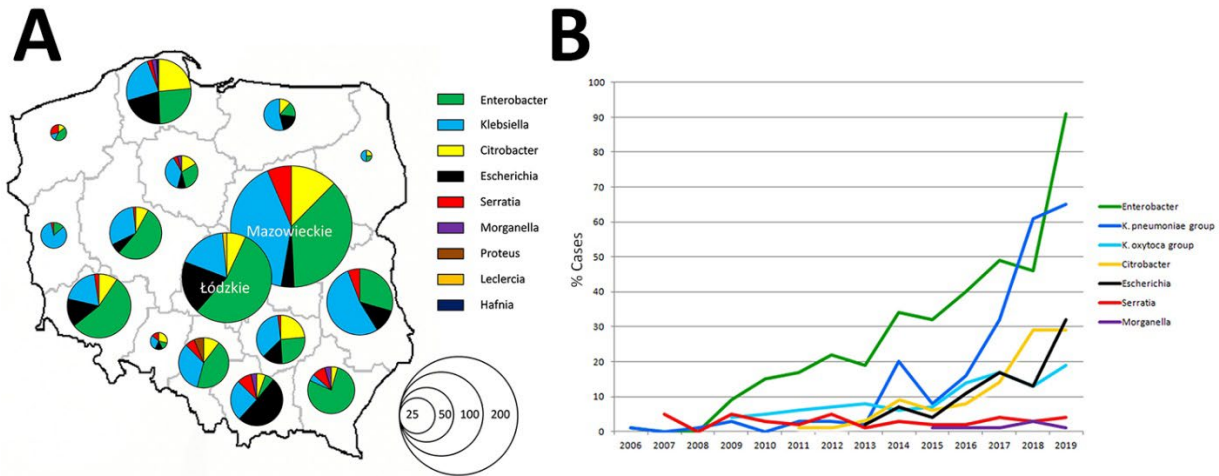 A
Mazowieckie
Łódzkie
Enterobacter
Klebsiella
Citrobacter
Escherichia
Serratia
Morganella
Proteus
Leclercia
Hafnia
25 50 100 200
B
% Cases
100
90
80
70
60
50
40
30
20
10
0
2006 2007 2008 2009 2010 2011 2012 2013 2014 2015 2016 2017 2018 2019
Enterobacter
K. pneumoniae group
K. oxytoca group
Citrobacter
Escherichia
Serratia
Morganella